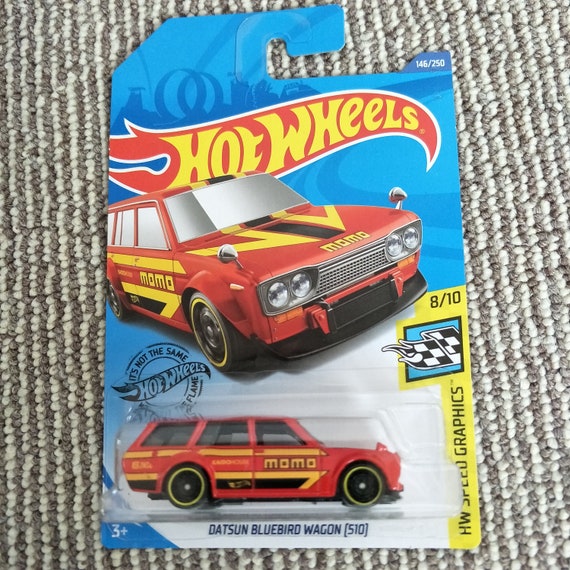 146/250
HOT WHEELS
momo
momo
8/10
IT'S NOT THE SAME
HOT WHEELS
FLAME
HW SPEED GRAPHICS™
momo
3+
DATSUN BLUEBIRD WAGON [510]